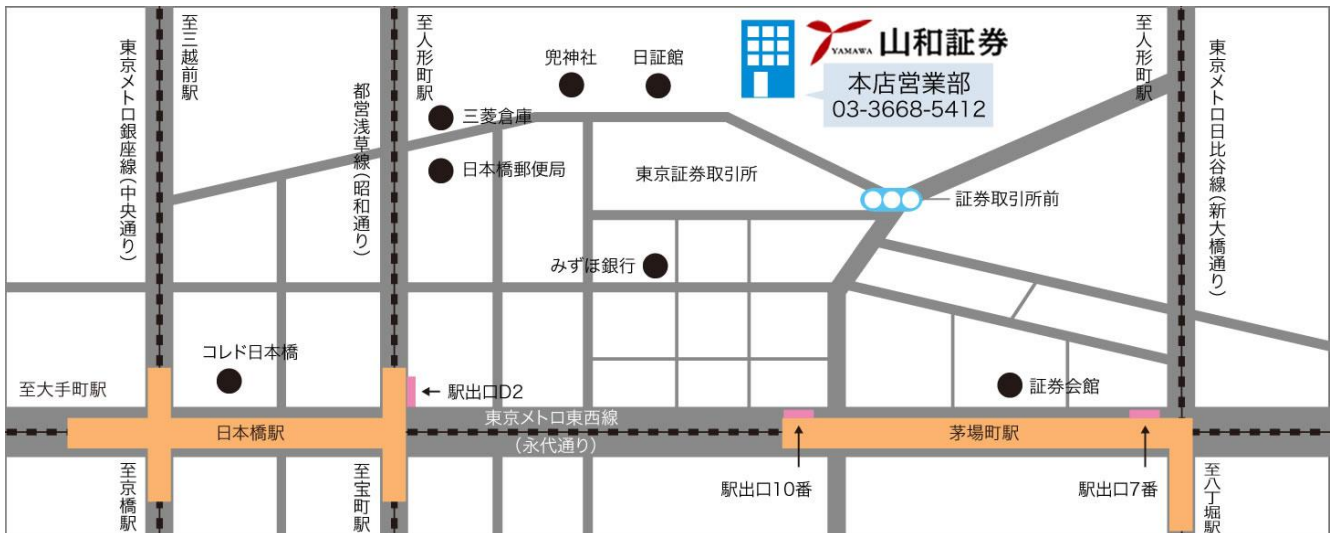 東京メトロ銀座線(中央通り)
至三越前駅
都営浅草線(昭和通り)
至人形町駅
兜神社
日証館
三菱倉庫
日本橋郵便局
YAMAWA 山和証券
本店営業部
03-3668-5412
至人形町駅
東京メトロ日比谷線(新大橋通り)
東京証券取引所
証券取引所前
みずほ銀行
コレド日本橋
至大手町駅
← 駅出口D2
証券会館
東京メトロ東西線
(永代通り)
日本橋駅
茅場町駅
駅出口10番
駅出口7番
至京橋駅
至宝町駅
至八丁堀駅